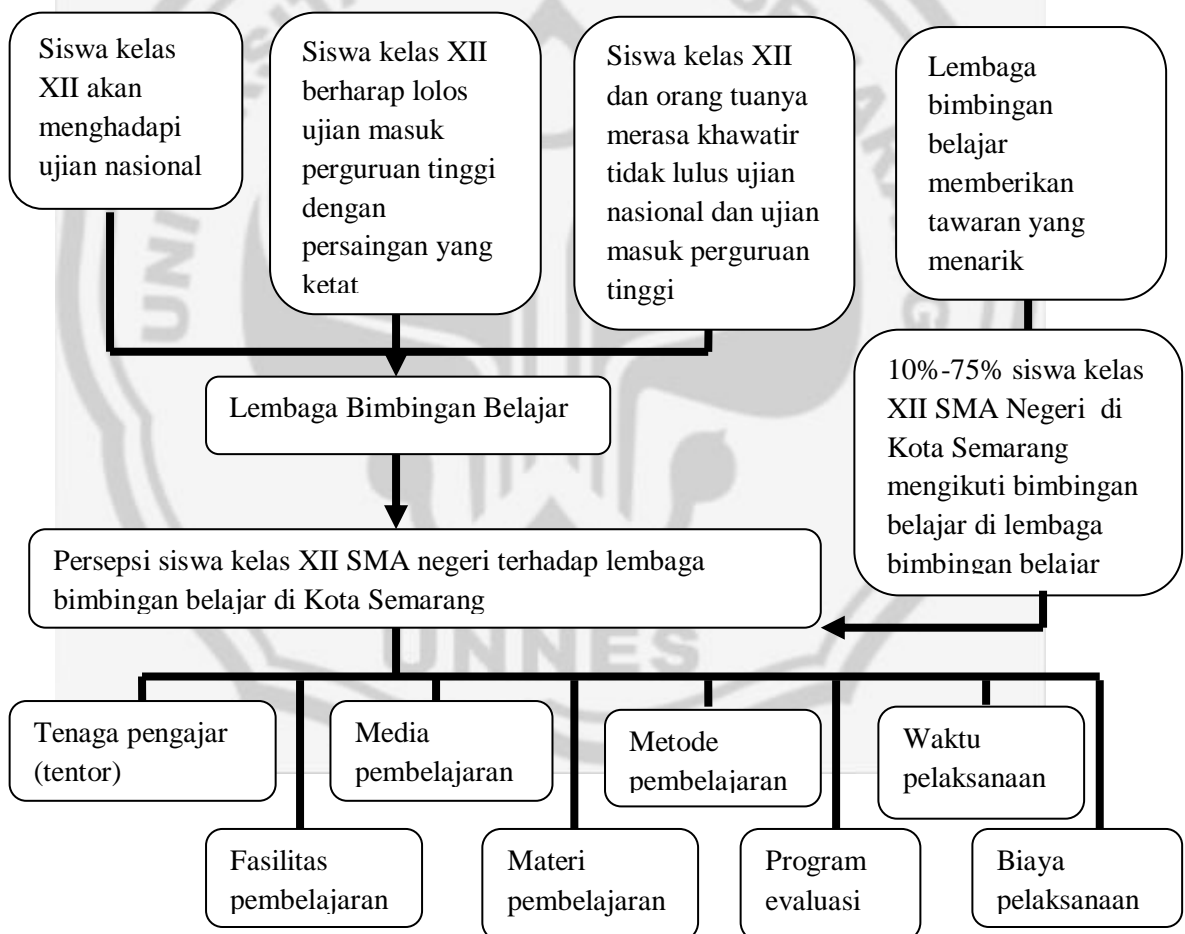 Siswa kelas
XII akan
menghadapi
ujian nasional
Siswa kelas XII
berharap lolos
ujian masuk
perguruan tinggi
dengan
persaingan yang
ketat
Siswa kelas XII
dan orang tuanya
merasa khawatir
tidak lulus ujian
nasional dan ujian
masuk perguruan
tinggi
Lembaga
bimbingan
belajar
memberikan
tawaran yang
menarik
Lembaga Bimbingan Belajar
10%-75% siswa kelas
XII SMA Negeri di
Kota Semarang
mengikuti bimbingan
belajar di lembaga
bimbingan belajar
Persepsi siswa kelas XII SMA negeri terhadap lembaga
bimbingan belajar di Kota Semarang
UNNES
Tenaga pengajar
(tentor)
Media
pembelajaran
Metode
pembelajaran
Waktu
pelaksanaan
Fasilitas
pembelajaran
Materi
pembelajaran
Program
evaluasi
Biaya
pelaksanaan